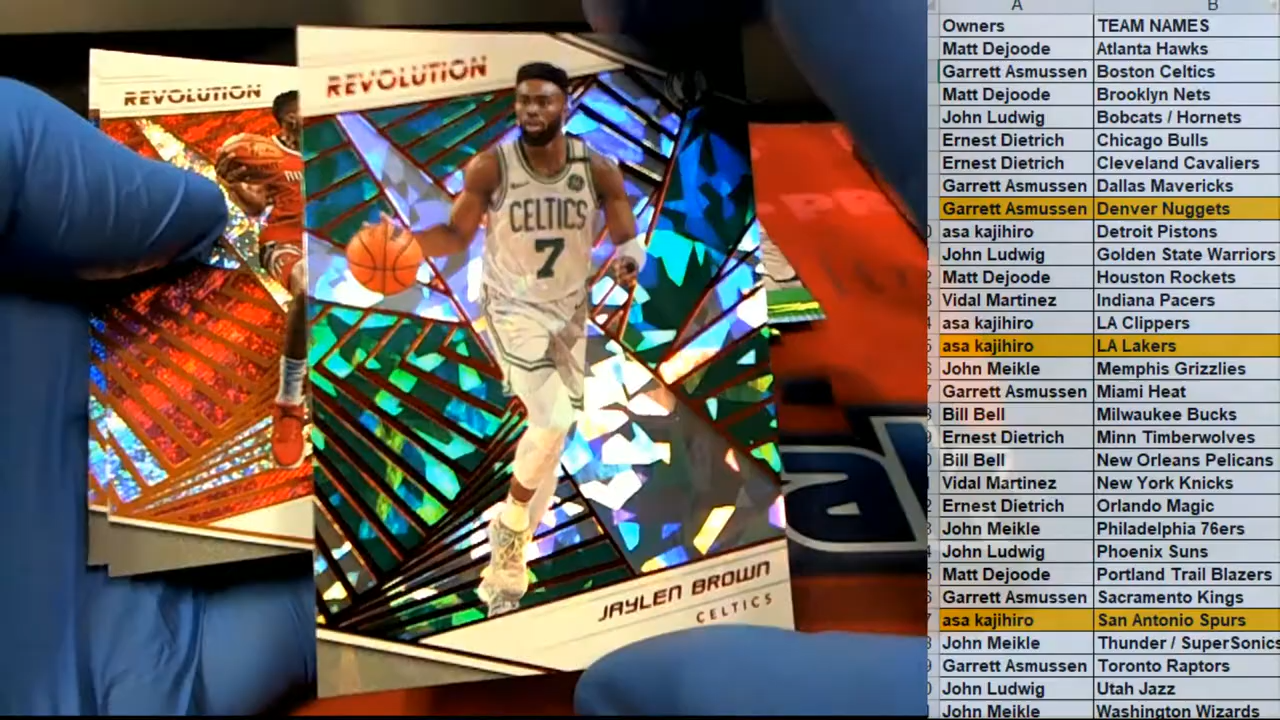 REVOLUTION
REVOLUTION
CELTICS
7
JAYLEN BROWN
CELTICS
A B
Owners TEAM NAMES
Matt Dejoode Atlanta Hawks
Garrett Asmussen Boston Celtics
Matt Dejoode Brooklyn Nets
John Ludwig Bobcats / Hornets
Ernest Dietrich Chicago Bulls
Ernest Dietrich Cleveland Cavaliers
Garrett Asmussen Dallas Mavericks
Garrett Asmussen Denver Nuggets
asa kajihiro Detroit Pistons
John Ludwig Golden State Warriors
Matt Dejoode Houston Rockets
Vidal Martinez Indiana Pacers
asa kajihiro LA Clippers
asa kajihiro LA Lakers
John Meikle Memphis Grizzlies
Garrett Asmussen Miami Heat
Bill Bell Milwaukee Bucks
Ernest Dietrich Minn Timberwolves
Bill Bell New Orleans Pelicans
Vidal Martinez New York Knicks
Ernest Dietrich Orlando Magic
John Meikle Philadelphia 76ers
John Ludwig Phoenix Suns
Matt Dejoode Portland Trail Blazers
Garrett Asmussen Sacramento Kings
asa kajihiro San Antonio Spurs
John Meikle Thunder / SuperSonics
Garrett Asmussen Toronto Raptors
John Ludwig Utah Jazz
John Meikle Washington Wizards